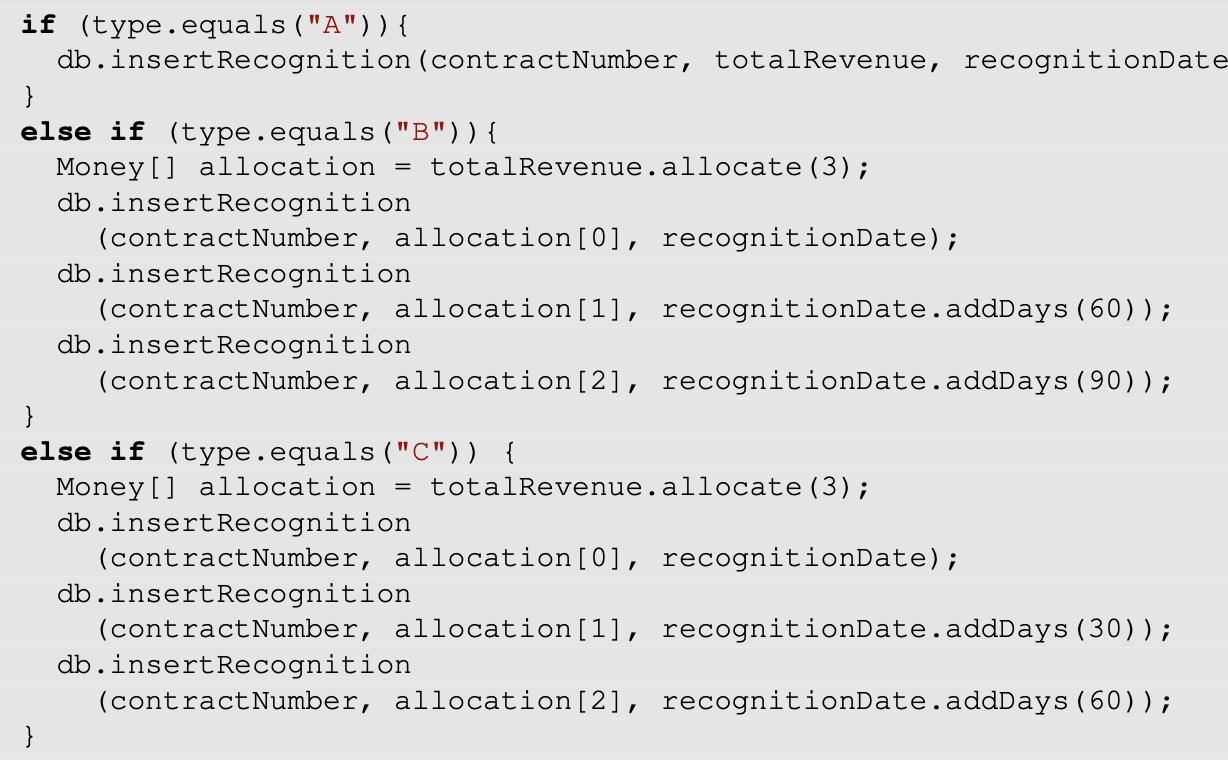 if (type.equals("A")){
  db.insertRecognition(contractNumber, totalRevenue, recognitionDate
}
else if (type.equals("B")){
  Money[] allocation = totalRevenue.allocate(3);
  db.insertRecognition
    (contractNumber, allocation[0], recognitionDate);
  db.insertRecognition
    (contractNumber, allocation[1], recognitionDate.addDays(60));
  db.insertRecognition
    (contractNumber, allocation[2], recognitionDate.addDays(90));
}
else if (type.equals("C")) {
  Money[] allocation = totalRevenue.allocate(3);
  db.insertRecognition
    (contractNumber, allocation[0], recognitionDate);
  db.insertRecognition
    (contractNumber, allocation[1], recognitionDate.addDays(30));
  db.insertRecognition
    (contractNumber, allocation[2], recognitionDate.addDays(60));
}